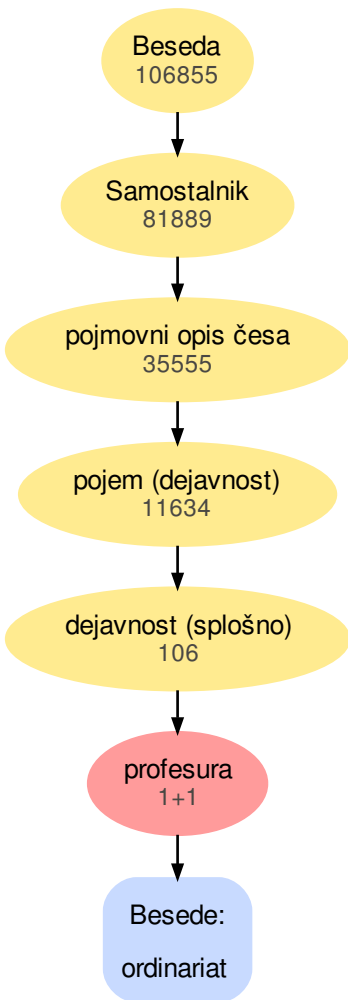 Beseda
106855
Samostalnik
81889
pojmovni opis česa
35555
pojem (dejavnost)
11634
dejavnost (splošno)
106
profesura
1+1
Besede:
ordinariat